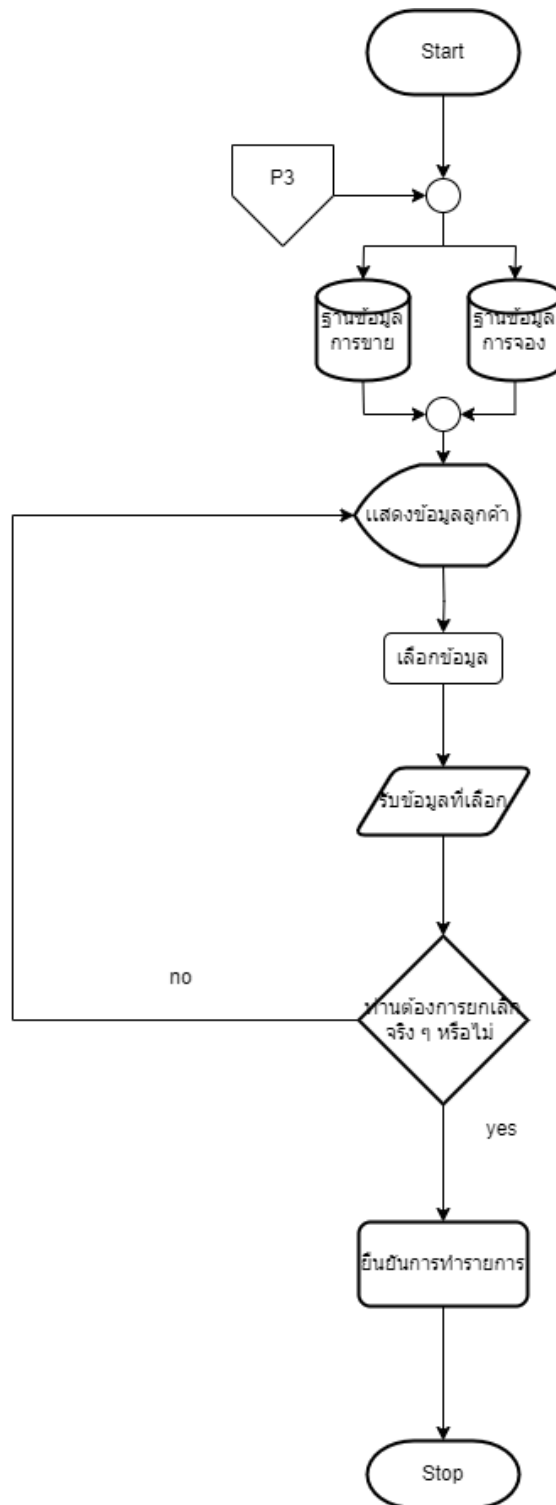 Start
P3
ฐานข้อมูล
การขาย
ฐานข้อมูล
การจอง
แสดงข้อมูลลูกค้า
เลือกข้อมูล
รับข้อมูลที่เลือก
no
ท่านต้องการยกเลิก
จริง ๆ หรือไม่
yes
ยืนยันการทำรายการ
Stop